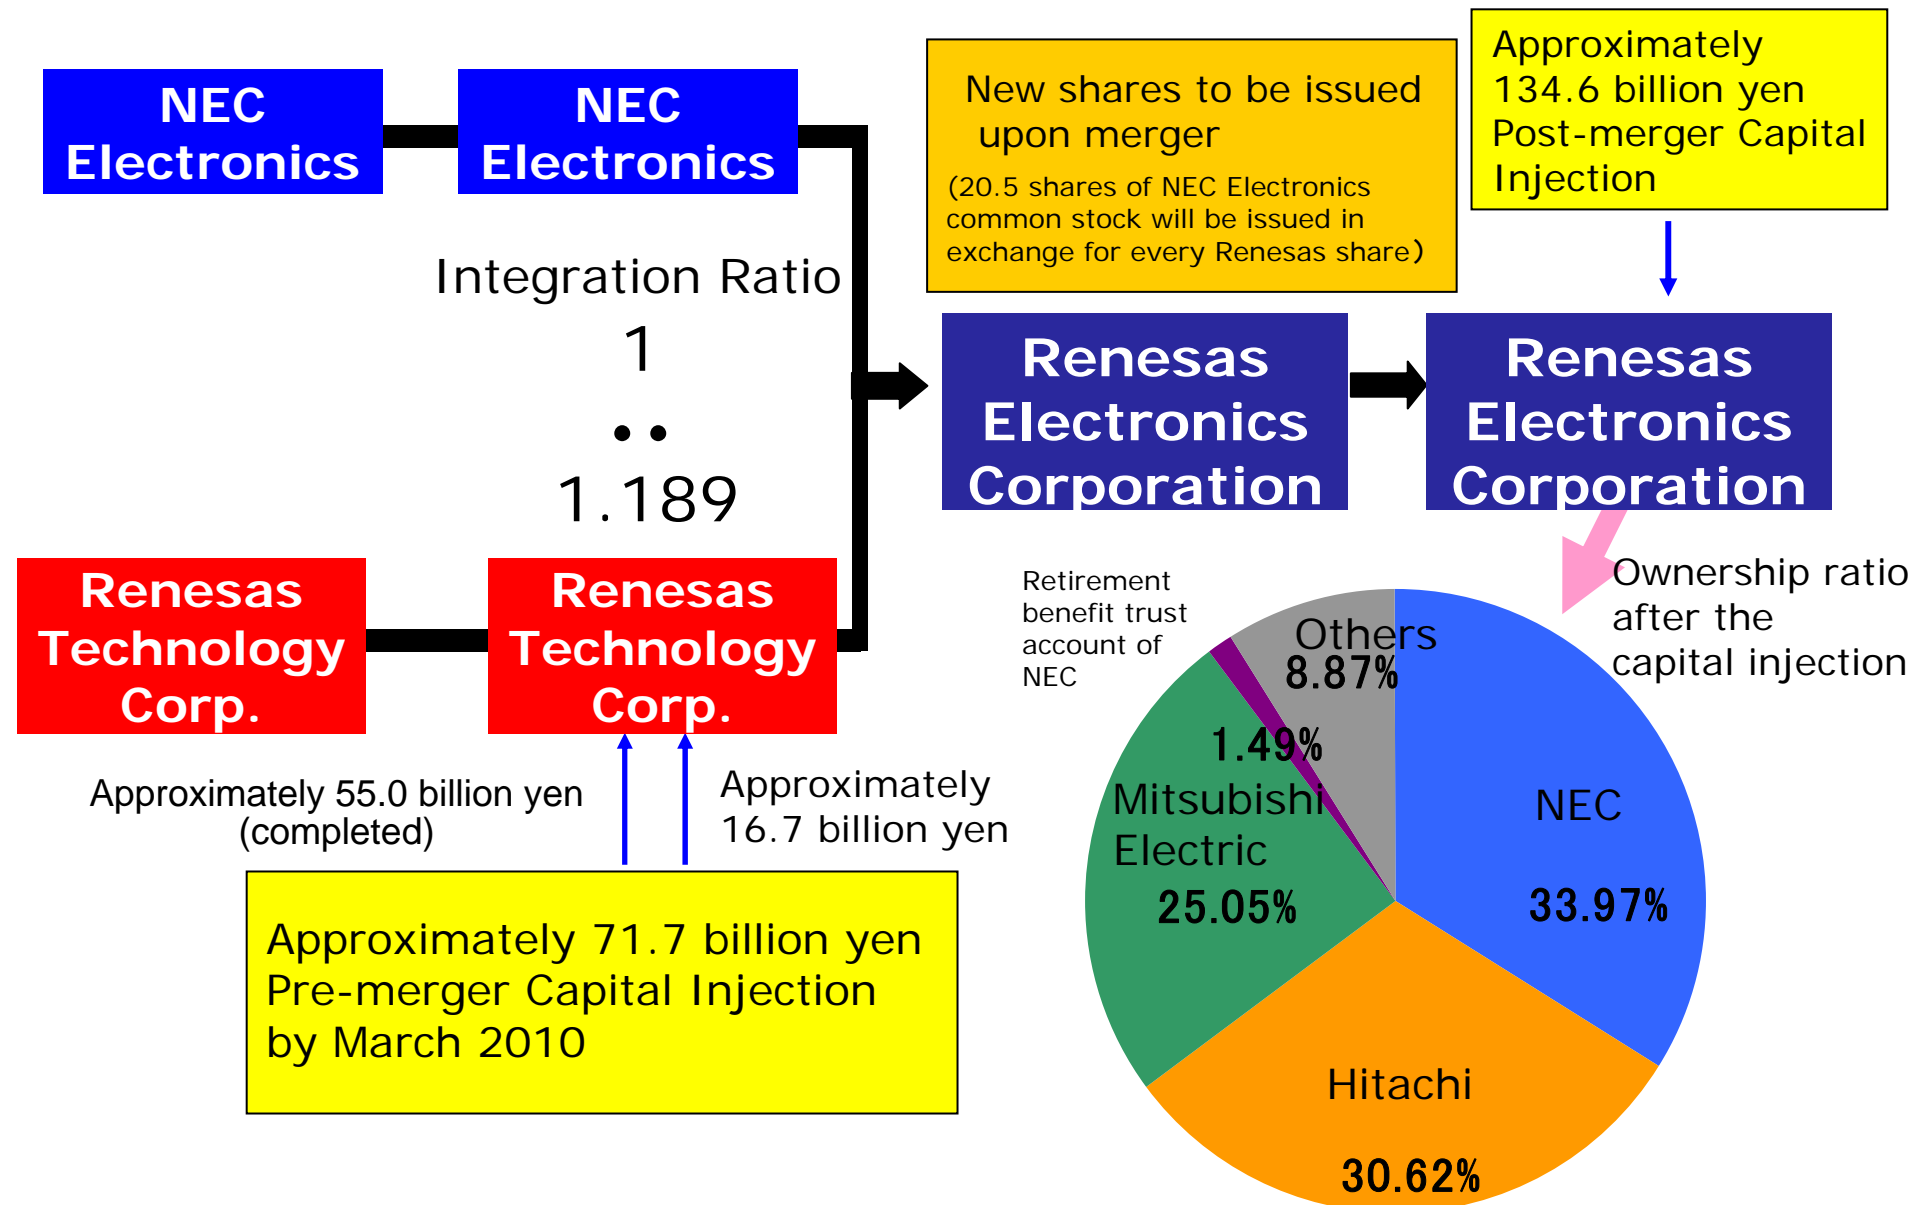 NEC
Electronics
NEC
Electronics
New shares to be issued
upon merger
(20.5 shares of NEC Electronics
common stock will be issued in
exchange for every Renesas share)
Approximately
134.6 billion yen
Post-merger Capital
Injection
Integration Ratio
1
••
1.189
Renesas
Electronics
Corporation
Renesas
Electronics
Corporation
Renesas
Technology
Corp.
Renesas
Technology
Corp.
Approximately 55.0 billion yen
(completed)
Approximately
16.7 billion yen
Approximately 71.7 billion yen
Pre-merger Capital Injection
by March 2010
Ownership ratio
after the
capital injection
Retirement
benefit trust
account of
NEC
1.49%
Others
8.87%
Mitsubishi
Electric
25.05%
NEC
33.97%
Hitachi
30.62%